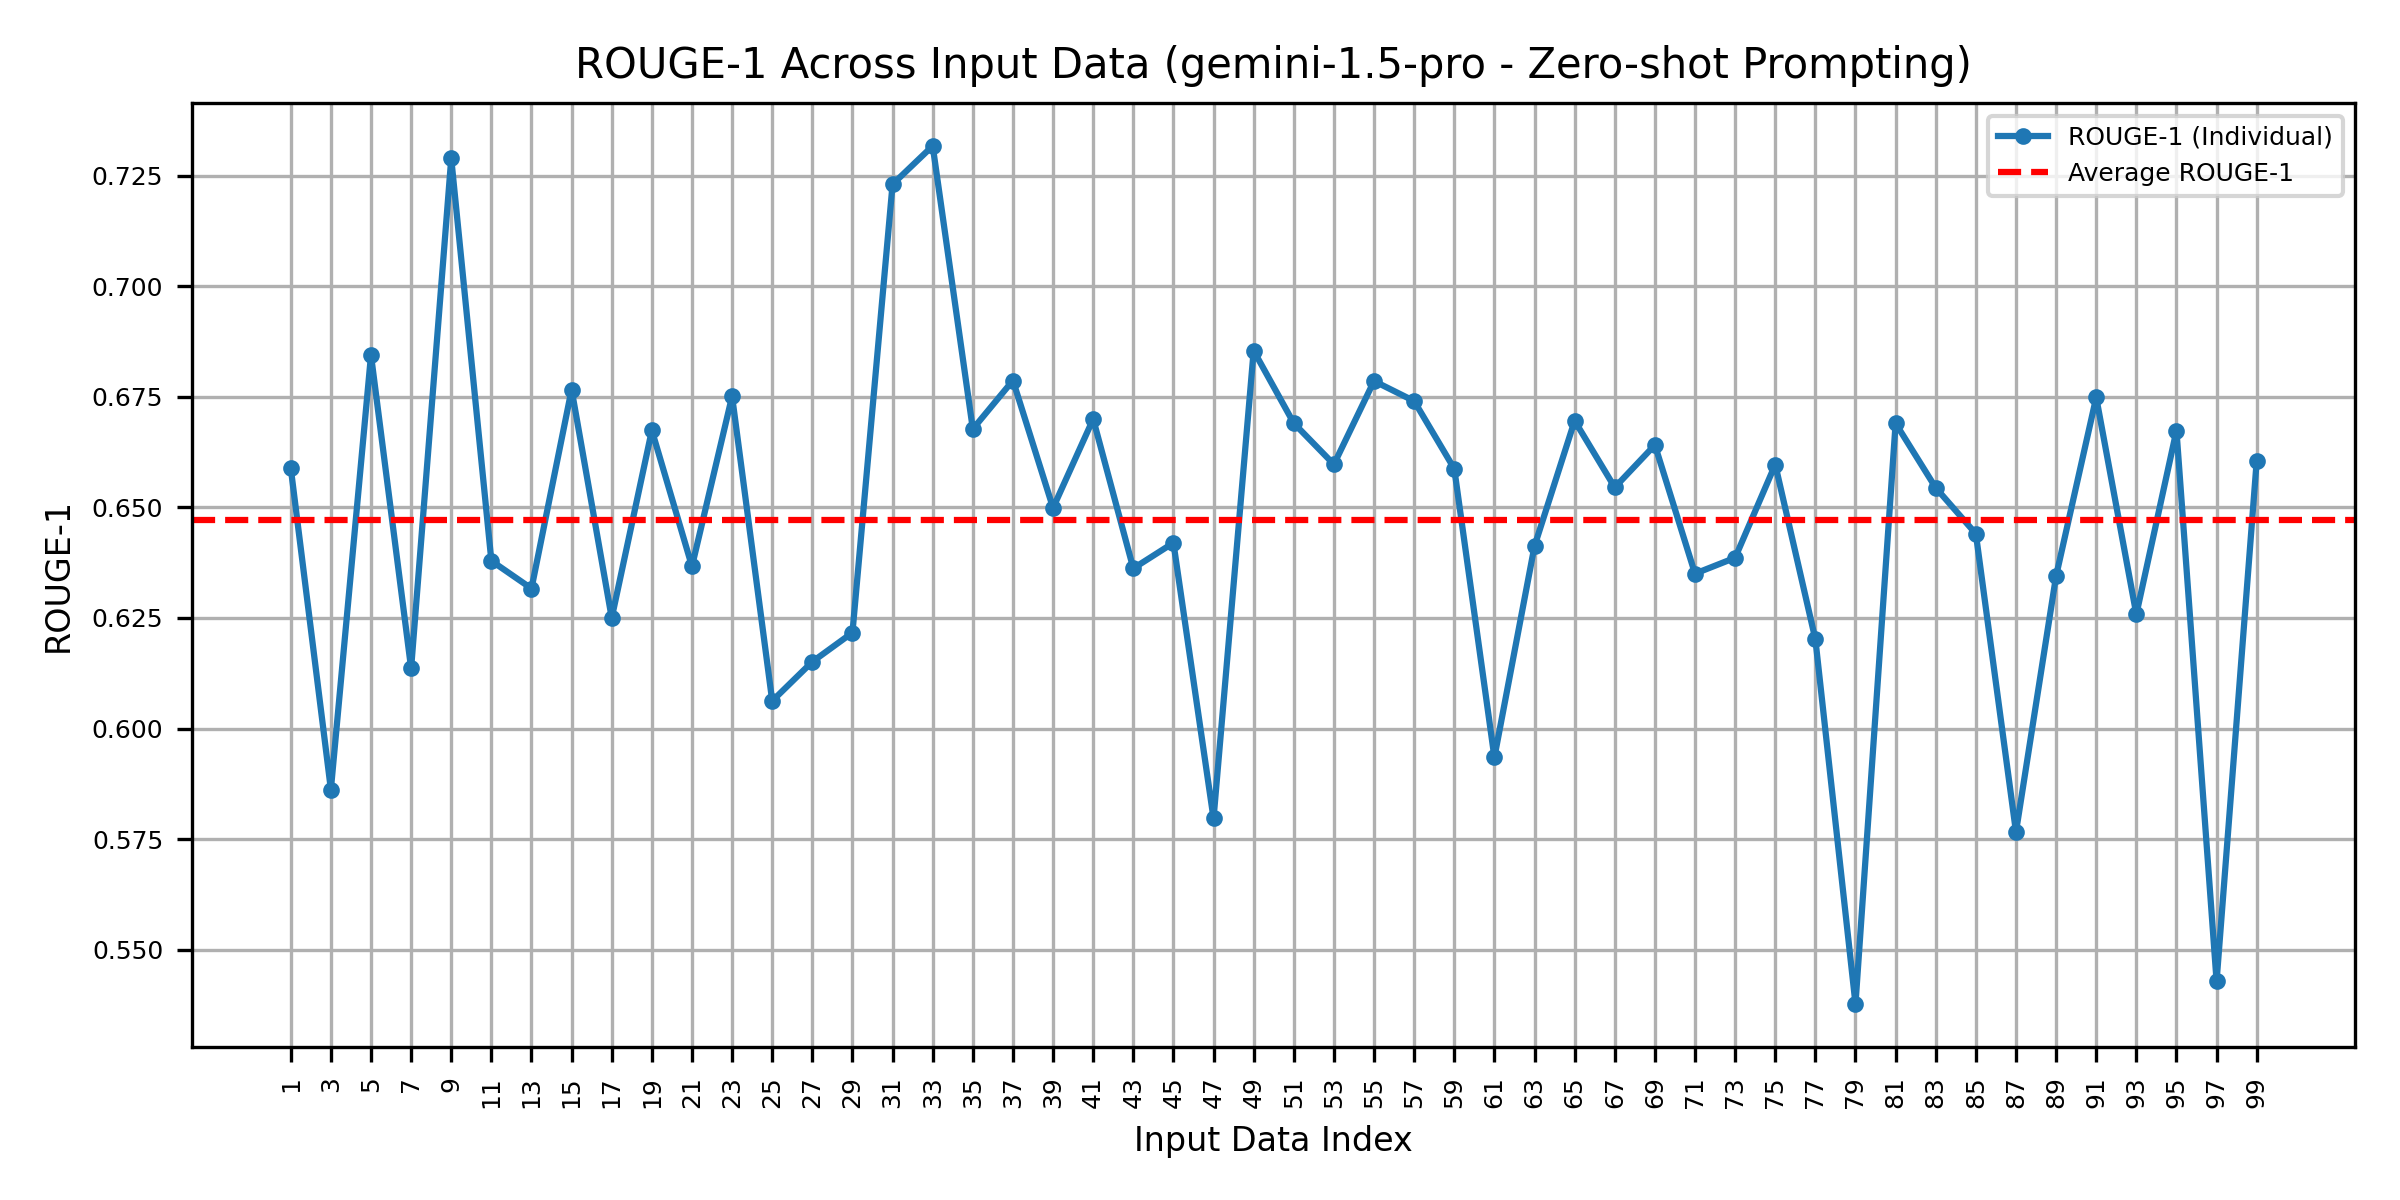 ROUGE-1 Across Input Data (gemini-1.5-pro - Zero-shot Prompting)
ROUGE-1 (Individual)
Average ROUGE-1
0.725
0.700
0.675
0.650
0.625
0.600
0.575
0.550
ROUGE-1
1 3 5 7 9 11 13 15 17 19 21 23 25 27 29 31 33 35 37 39 41 43 45 47 49 51 53 55 57 59 61 63 65 67 69 71 73 75 77 79 81 83 85 87 89 91 93 95 97 99
Input Data Index